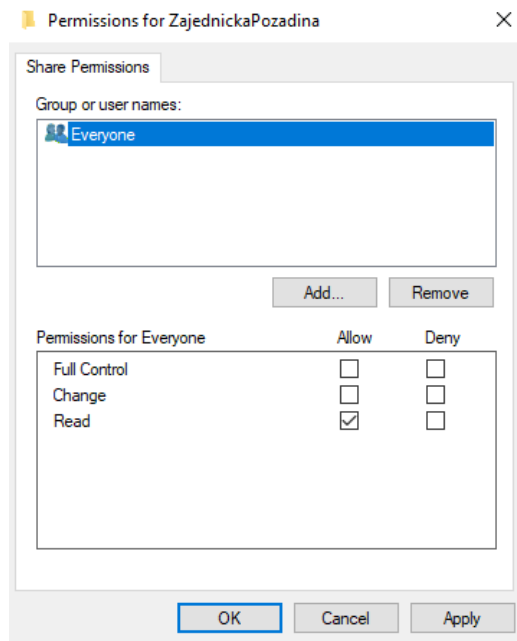 Permissions for ZajednickaPozadina
Share Permissions
Group or user names:
Everyone
Add... Remove
Permissions for Everyone Allow Deny
Full Control
Change
Read
OK Cancel Apply